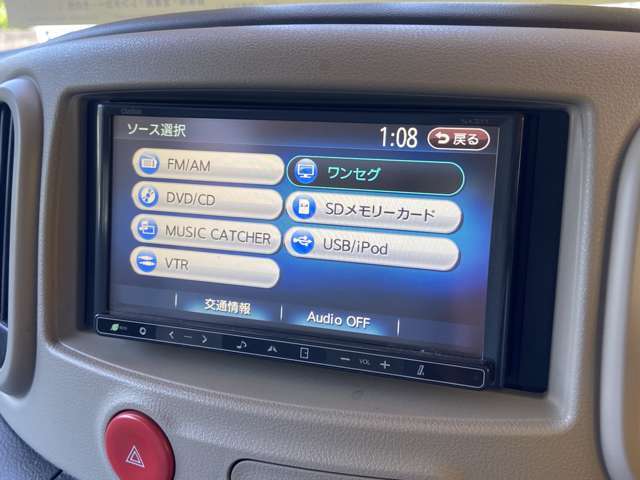 Clarion
ソース選択
1:08
戻る
FM/AM
ワンセグ
DVD/CD
SDメモリーカード
MUSIC CATCHER
USB/iPod
VTR
交通情報
Audio OFF
VOL